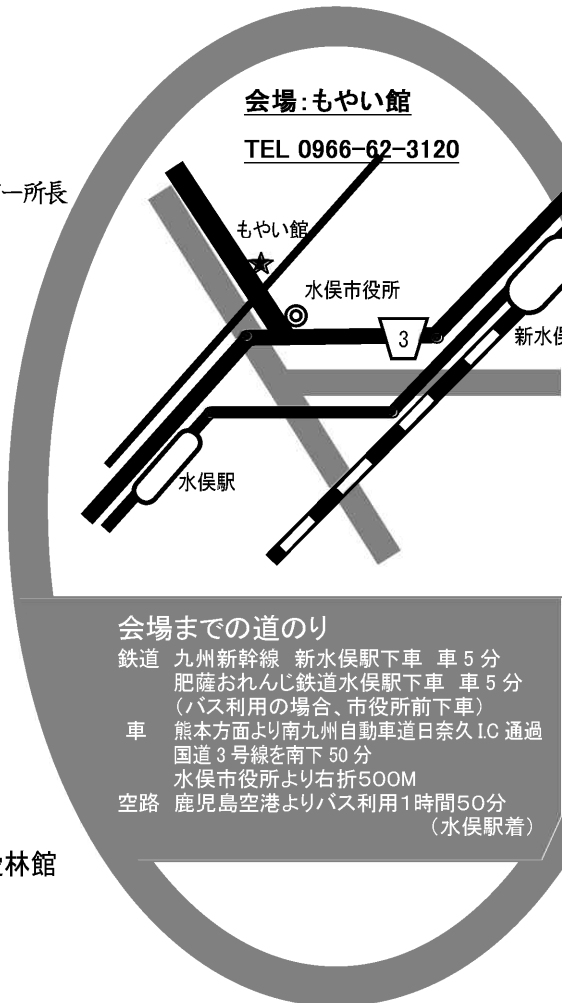 会場：もやい館
TEL 0966-62-3120
ー所長
もやい館
水俣市役所
3
新水俣
水俣駅
会場までの道のり
鉄道 九州新幹線 新水俣駅下車 車5分
肥薩おれんじ鉄道水俣駅下車 車5分
（バス利用の場合、市役所前下車）
車 熊本方面より南九州自動車道日奈久I.C通過
国道3号線を南下50分
水俣市役所より右折500M
空路 鹿児島空港よりバス利用1時間50分
（水俣駅着）
林館